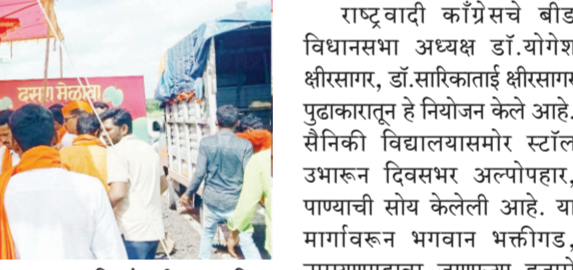 दसरा मेळावा
राष्ट्रवादी काँग्रेसचे बीड
विधानसभा अध्यक्ष डॉ.योगेश
क्षीरसागर, डॉ.सारिकाताई क्षीरसागर
पुढाकारातून हे नियोजन केले आहे.
सैनिकी विद्यालयासमोर स्टॉल
उभारून दिवसभर अल्पोपहार,
पाण्याची सोय केलेली आहे. या
मार्गावरून भगवान भक्तीगड,